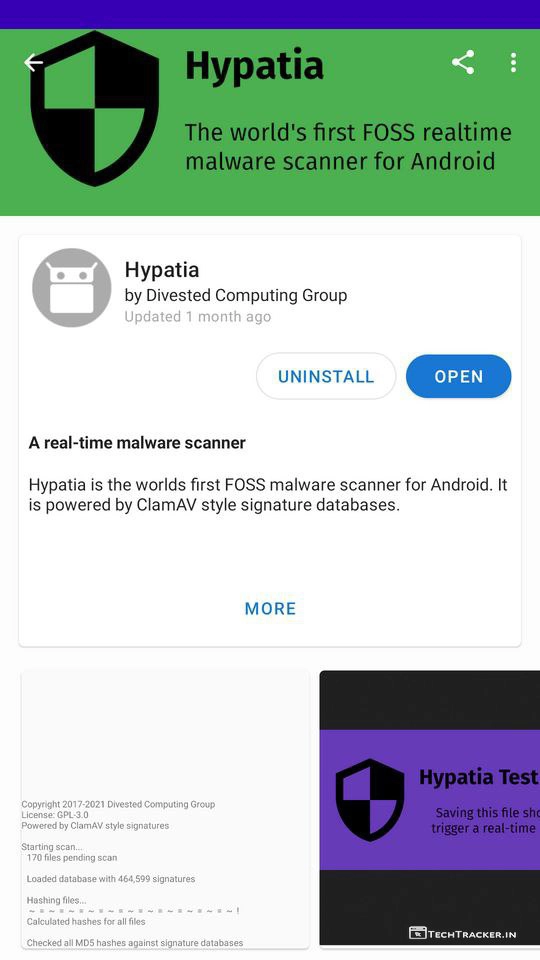 Hypatia
The world's first FOSS realtime
malware scanner for Android
Hypatia
by Divested Computing Group
Updated 1 month ago
UNINSTALL
OPEN
A real-time malware scanner
Hypatia is the worlds first FOSS malware scanner for Android. It
is powered by ClamAV style signature databases.
MORE
Copyright 2017-2021 Divested Computing Group
License: GPL-3.0
Powered by ClamAV style signatures
Starting scan...
170 files pending scan
Loaded database with 464,599 signatures
Hashing files...
~ = ~ = ~ = ~ = ~ = ~ = ~ = ~ = ~ = ~ = ~ = ~ !
Calculated hashes for all files
Checked all MD5 hashes against signature databases
Hypatia Test
Saving this file sho
trigger a real-time
TECHTRACKER.IN